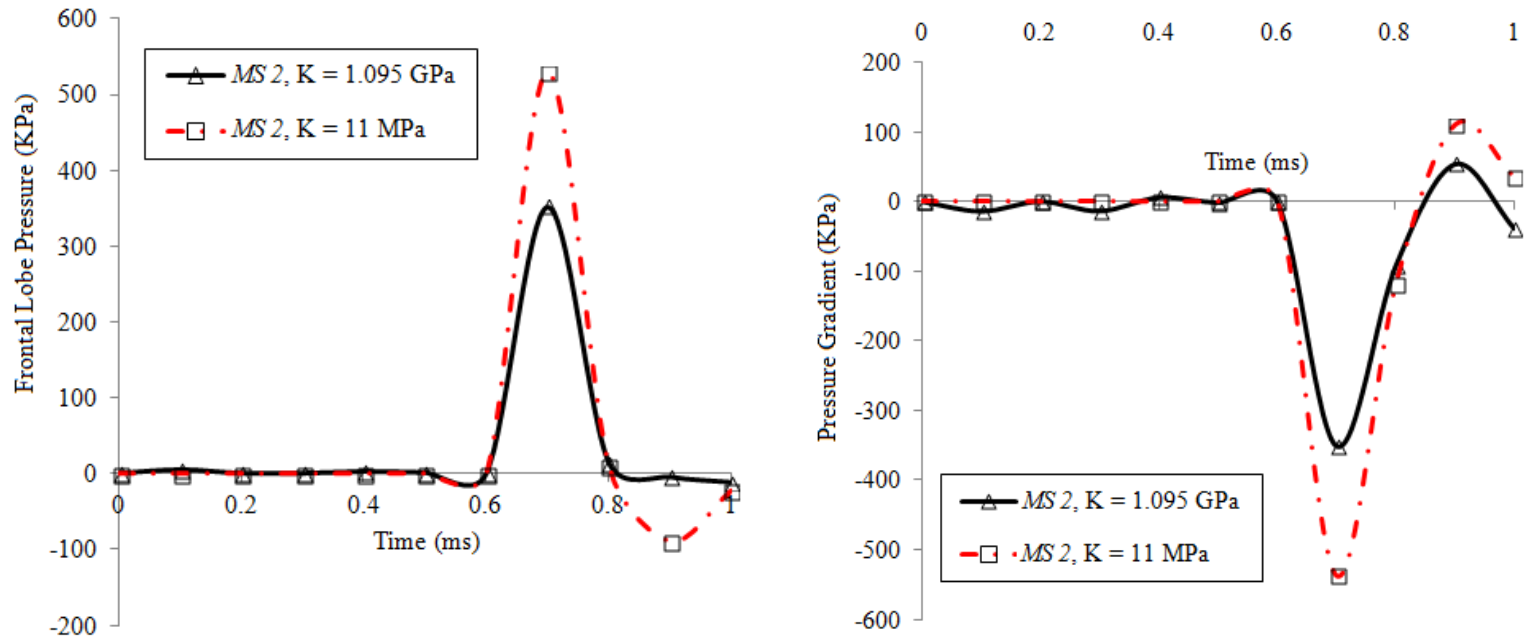 600
500
400
300
200
100
0
-100
-200
Frontal Lobe Pressure (KPa)
MS 2, K = 1.095 GPa
MS 2, K = 11 MPa
0 0.2 0.4 0.6 0.8 1
Time (ms)
0 0.2 0.4 0.6 0.8 1
200
100
0
-100
-200
-300
-400
-500
-600
Pressure Gradient (KPa)
Time (ms)
MS 2, K = 1.095 GPa
MS 2, K = 11 MPa